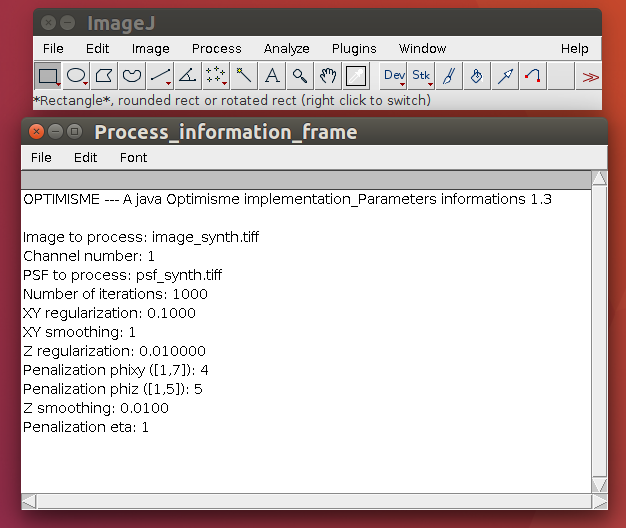 ImageJ
File Edit Image Process Analyze Plugins Window Help
A Dev Stk >>
*Rectangle*, rounded rect or rotated rect (right click to switch)
Process_information_frame
File Edit Font
OPTIMISME --- A java Optimisme implementation_Parameters informations 1.3
Image to process: image_synth.tiff
Channel number: 1
PSF to process: psf_synth.tiff
Number of iterations: 1000
XY regularization: 0.1000
XY smoothing: 1
Z regularization: 0.010000
Penalization phixy ([1,7]): 4
Penalization phiz ([1,5]): 5
Z smoothing: 0.0100
Penalization eta: 1